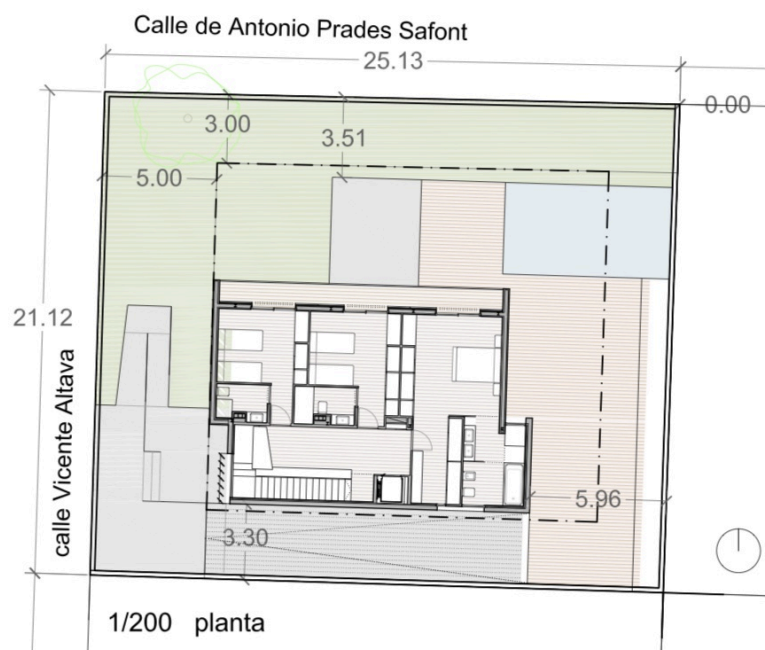 Calle de Antonio Prades Safont
25.13
0.00
3.00
3.51
5.00
21.12
calle Vicente Altava
5.96
3.30
1/200 planta